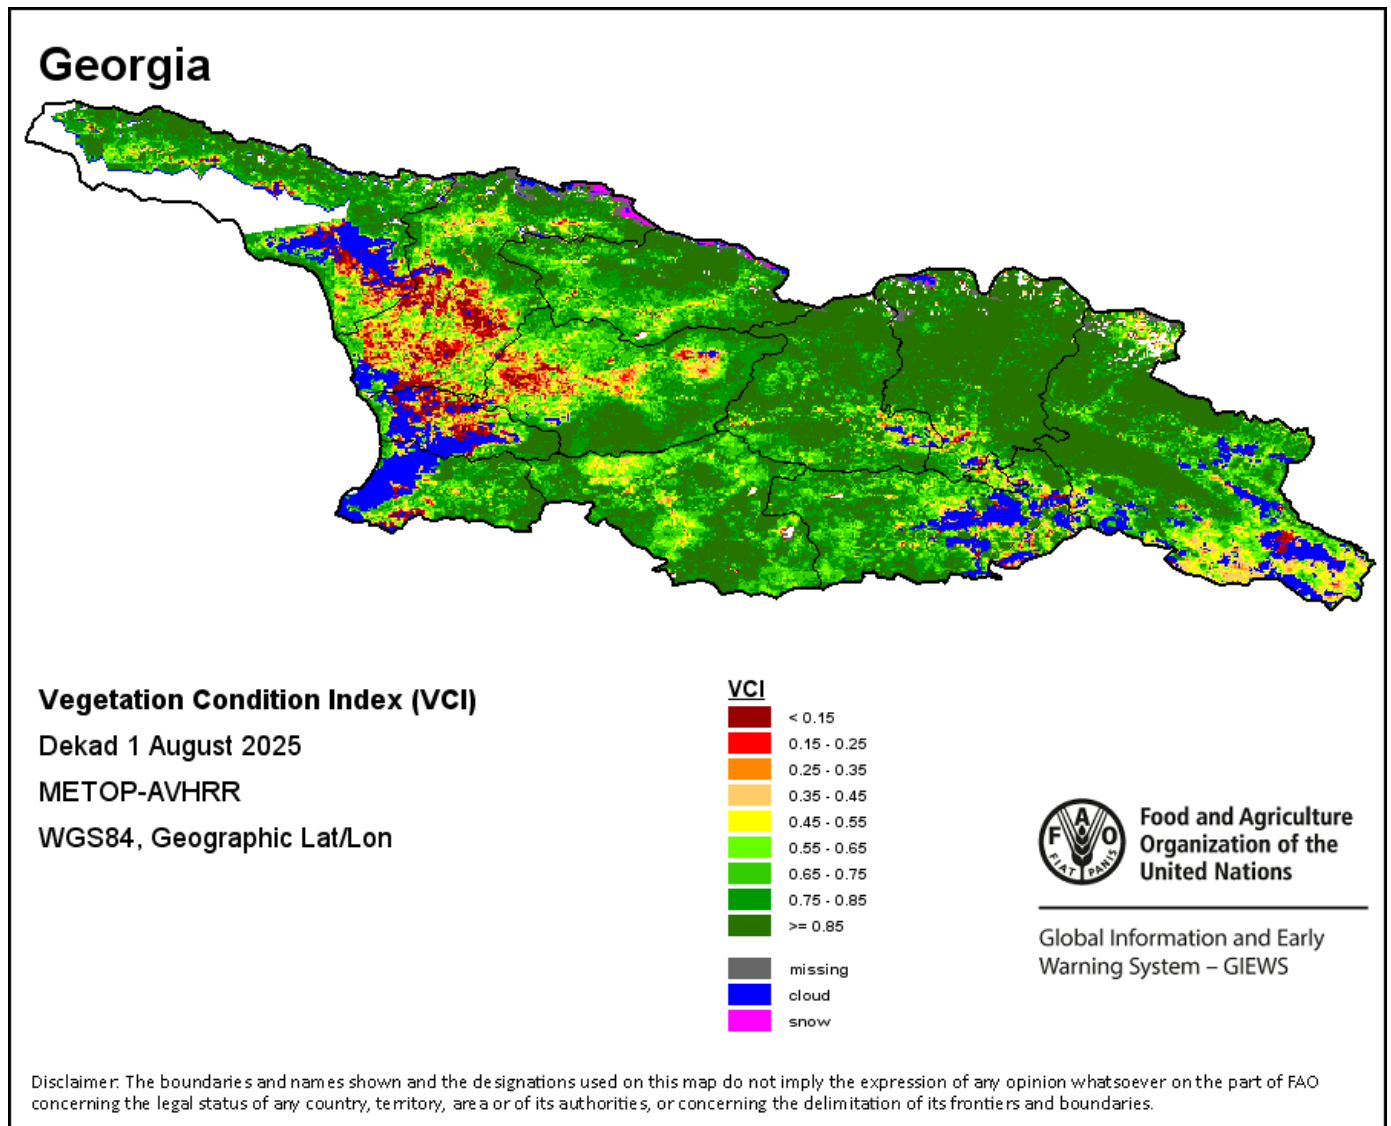 Georgia
Vegetation Condition Index (VCI)
Dekad 1 August 2025
METOP-AVHRR
WGS84, Geographic Lat/Lon
VCI
< 0.15
0.15 - 0.25
0.25 - 0.35
0.35 - 0.45
0.45 - 0.55
0.55 - 0.65
0.65 - 0.75
0.75 - 0.85
>= 0.85
missing
cloud
snow
F A O
FIAT PANIS
Food and Agriculture
Organization of the
United Nations
Global Information and Early
Warning System – GIEWS
Disclaimer: The boundaries and names shown and the designations used on this map do not imply the expression of any opinion whatsoever on the part of FAO
concerning the legal status of any country, territory, area or of its authorities, or concerning the delimitation of its frontiers and boundaries.